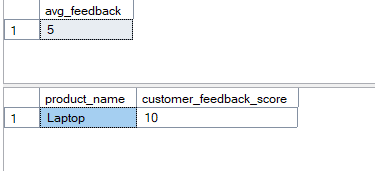 avg_feedback
1 5
product_name customer_feedback_score
1 Laptop 10